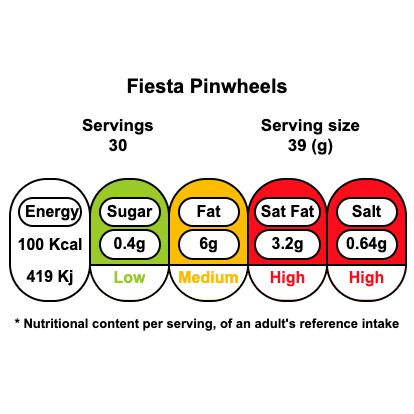 Fiesta Pinwheels
Servings
30
Serving size
39 (g)
Energy Sugar Fat Sat Fat Salt
100 Kcal 0.4g 6g 3.2g 0.64g
419 Kj Low Medium High High
* Nutritional content per serving, of an adult's reference intake